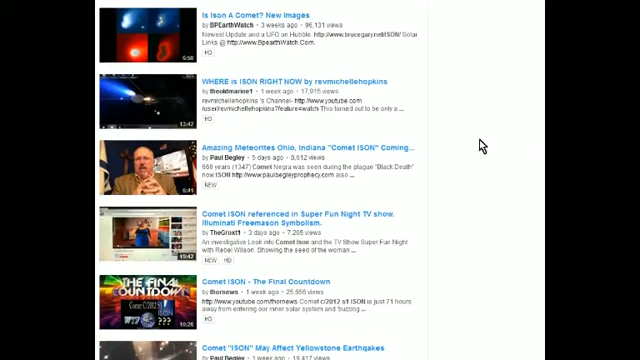 Is Ison A Comet? New Images
by BPEarthWatch • 3 weeks ago • 96,131 views
Newest Update and a UFO on Hubble. http://www.brucegary.net/ISON/ Solar
Links @ http://www.BpearthWatch.Com.
HD
6:50
WHERE is ISON RIGHT NOW by revmichellehopkins
by theoldmarine1 • 1 week ago • 17,915 views
revmichellehopkins 's Channel- http://www.youtube.com
/user/revmichellehopkins?feature=watch This turned out to be only a ...
HD
13:42
Amazing Meteorites Ohio, Indiana "Comet ISON" Coming...
by Paul Begley • 5 days ago • 8,612 views
666 years (1347) Comet Negra was seen during the plague "Black Death"
now ISON http://www.paulbegleyprophecy.com also ...
NEW
6:41
Comet ISON referenced in Super Fun Night TV show.
Illuminati Freemason Symbolism.
by TheGroxt1 • 3 days ago • 7,205 views
An investigative Look into Comet Ison and the TV Show Super Fun Night
with Rebel Wilson. Showing the seed of the woman ...
NEW HD
19:42
Comet ISON - The Final Countdown
by thornews • 1 week ago • 25,656 views
http://www.youtube.com/thornews Comet c/2012 s1 ISON is just 71 hours
away from entering our inner solar system and 'buzzing ...
HD
THE FINAL
COUNTDOWN
Comet C/2012 S1
ISON
10:28
Comet "ISON" May Affect Yellowstone Earthqakes
by Paul Begley • 1 week ago • 18,417 views